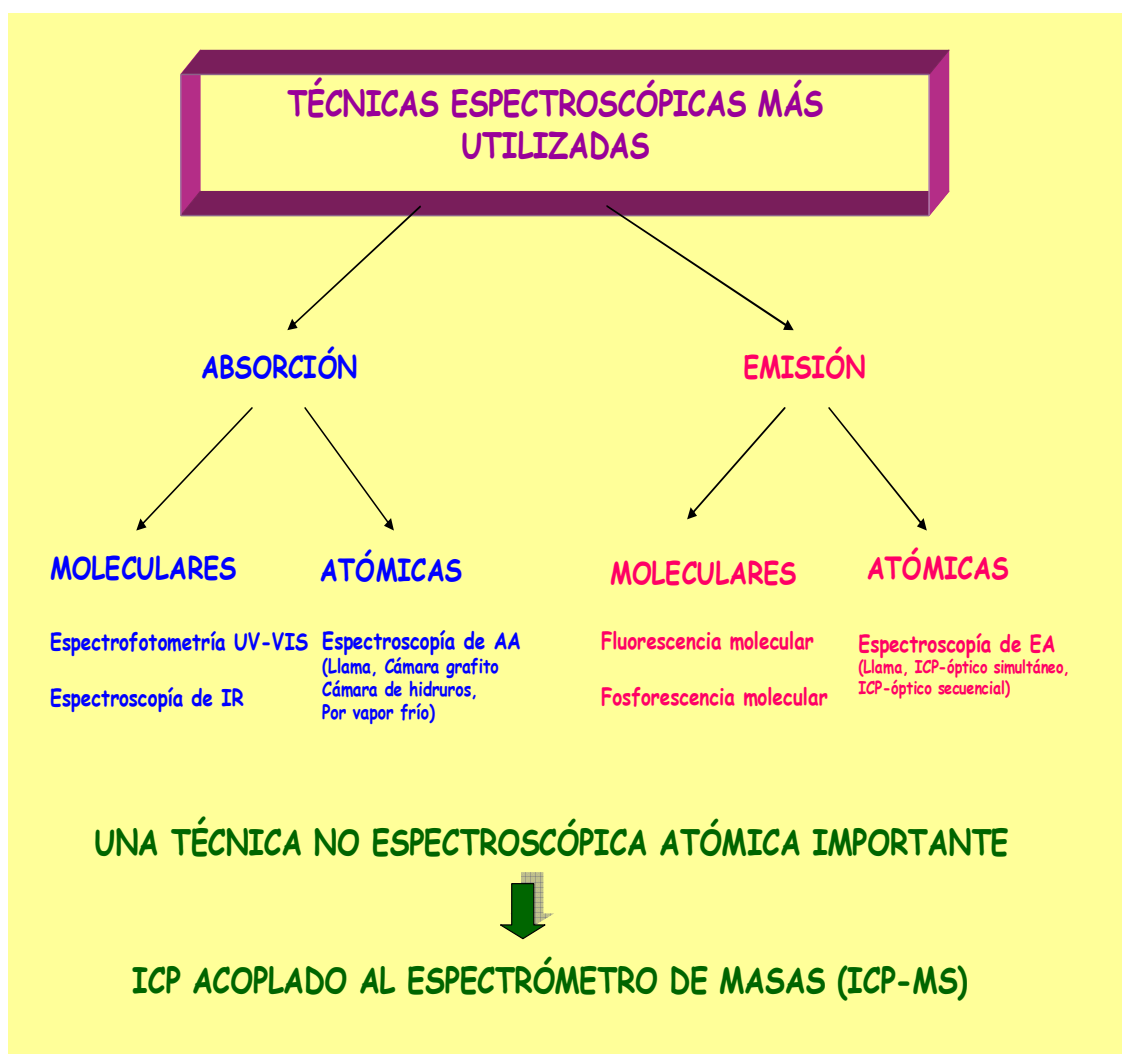 TÉCNICAS ESPECTROSCÓPICAS MÁS
UTILIZADAS
ABSORCIÓN
EMISIÓN
MOLECULARES
Espectrofotometría UV-VIS
Espectroscopía de IR
ATÓMICAS
Espectroscopía de AA
(Llama, Cámara grafito
Cámara de hidruros,
Por vapor frío)
MOLECULARES
Fluorescencia molecular
Fosforescencia molecular
ATÓMICAS
Espectroscopía de EA
(Llama, ICP-óptico simultáneo,
ICP-óptico secuencial)
UNA TÉCNICA NO ESPECTROSCÓPICA ATÓMICA IMPORTANTE
ICP ACOPLADO AL ESPECTRÓMETRO DE MASAS (ICP-MS)